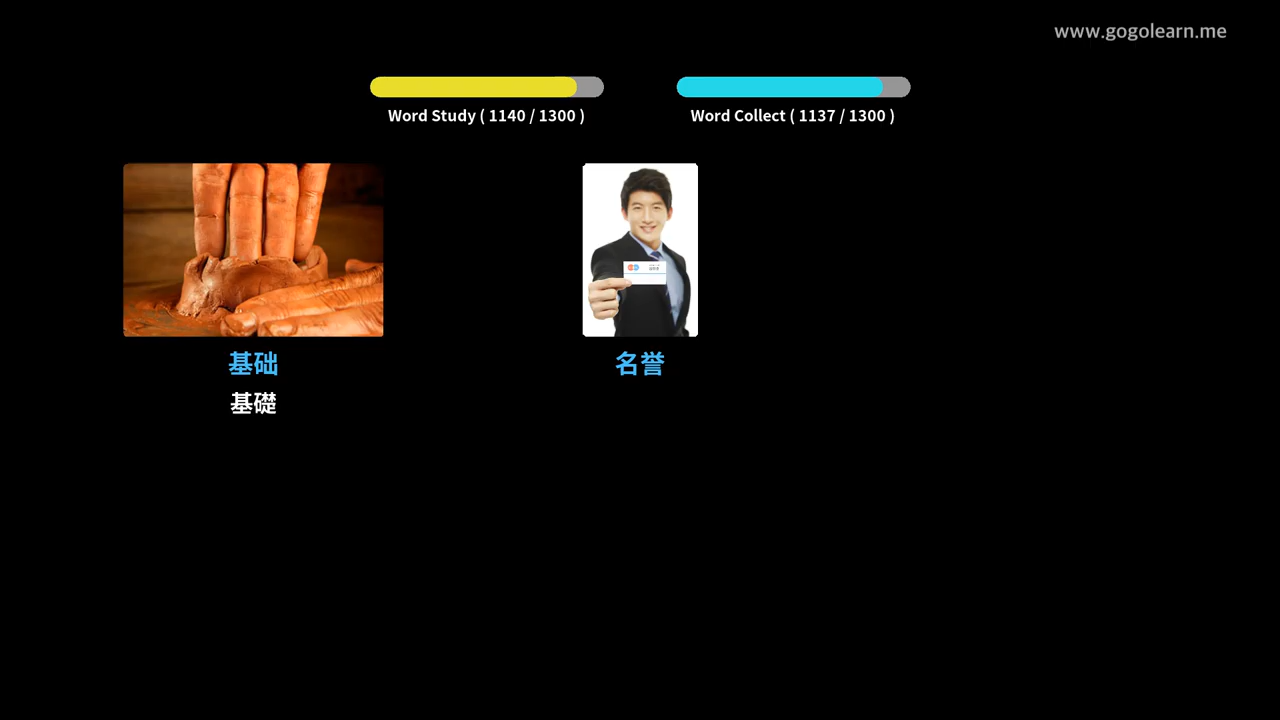 www.gogolearn.me
Word Study ( 1140 / 1300 )
Word Collect ( 1137 / 1300 )
基础
基礎
名誉